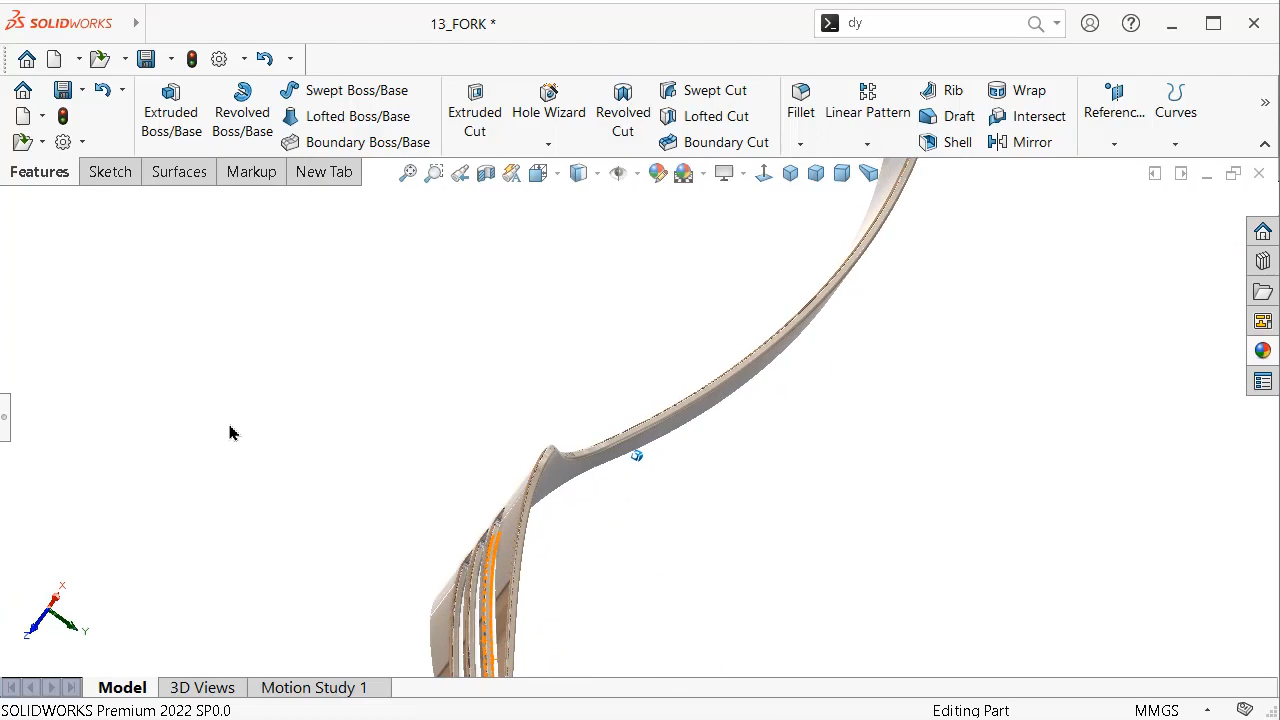 SOLIDWORKS
13_FORK *
dy
Extruded Boss/Base
Revolved Boss/Base
Swept Boss/Base
Lofted Boss/Base
Boundary Boss/Base
Extruded Cut
Hole Wizard
Revolved Cut
Swept Cut
Lofted Cut
Boundary Cut
Fillet
Linear Pattern
Rib
Draft
Shell
Wrap
Intersect
Mirror
Referenc...
Curves
Features
Sketch
Surfaces
Markup
New Tab
X
Y
Z
Model
3D Views
Motion Study 1
SOLIDWORKS Premium 2022 SP0.0
Editing Part
MMGS